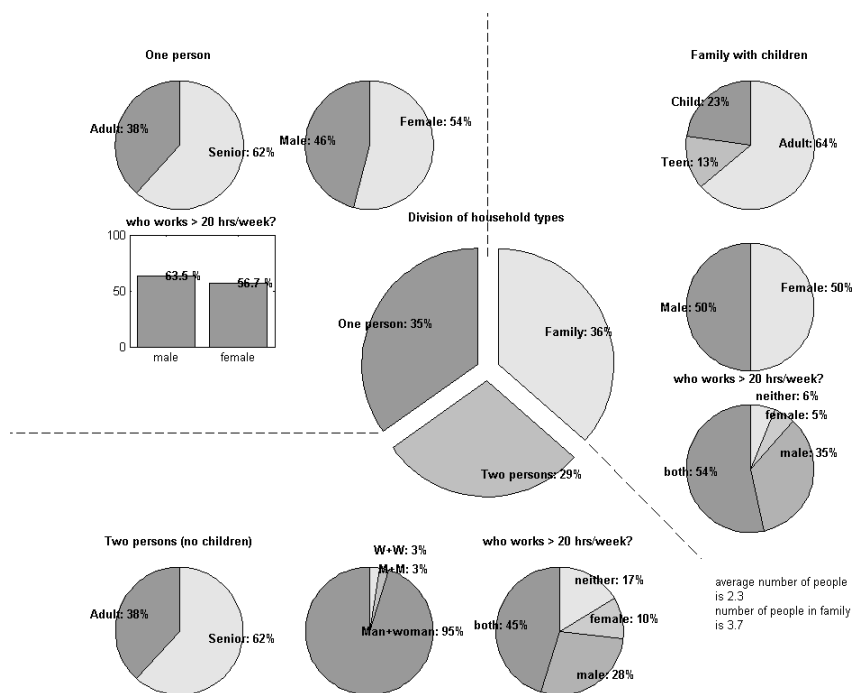 One person
Adult: 38%
Senior: 62%
Male: 46%
Female: 54%
who works > 20 hrs/week?
100
50
0
63.5 %
56.7 %
male
female
Division of household types
One person: 35%
Family: 36%
Two persons: 29%
Family with children
Child: 23%
Teen: 13%
Adult: 64%
Male: 50%
Female: 50%
who works > 20 hrs/week?
neither: 6%
female: 5%
male: 35%
both: 54%
Two persons (no children)
Adult: 38%
Senior: 62%
W+W: 3%
M+M: 3%
Man+woman: 95%
who works > 20 hrs/week?
neither: 17%
female: 10%
both: 45%
male: 28%
average number of people
is 2.3
number of people in family
is 3.7